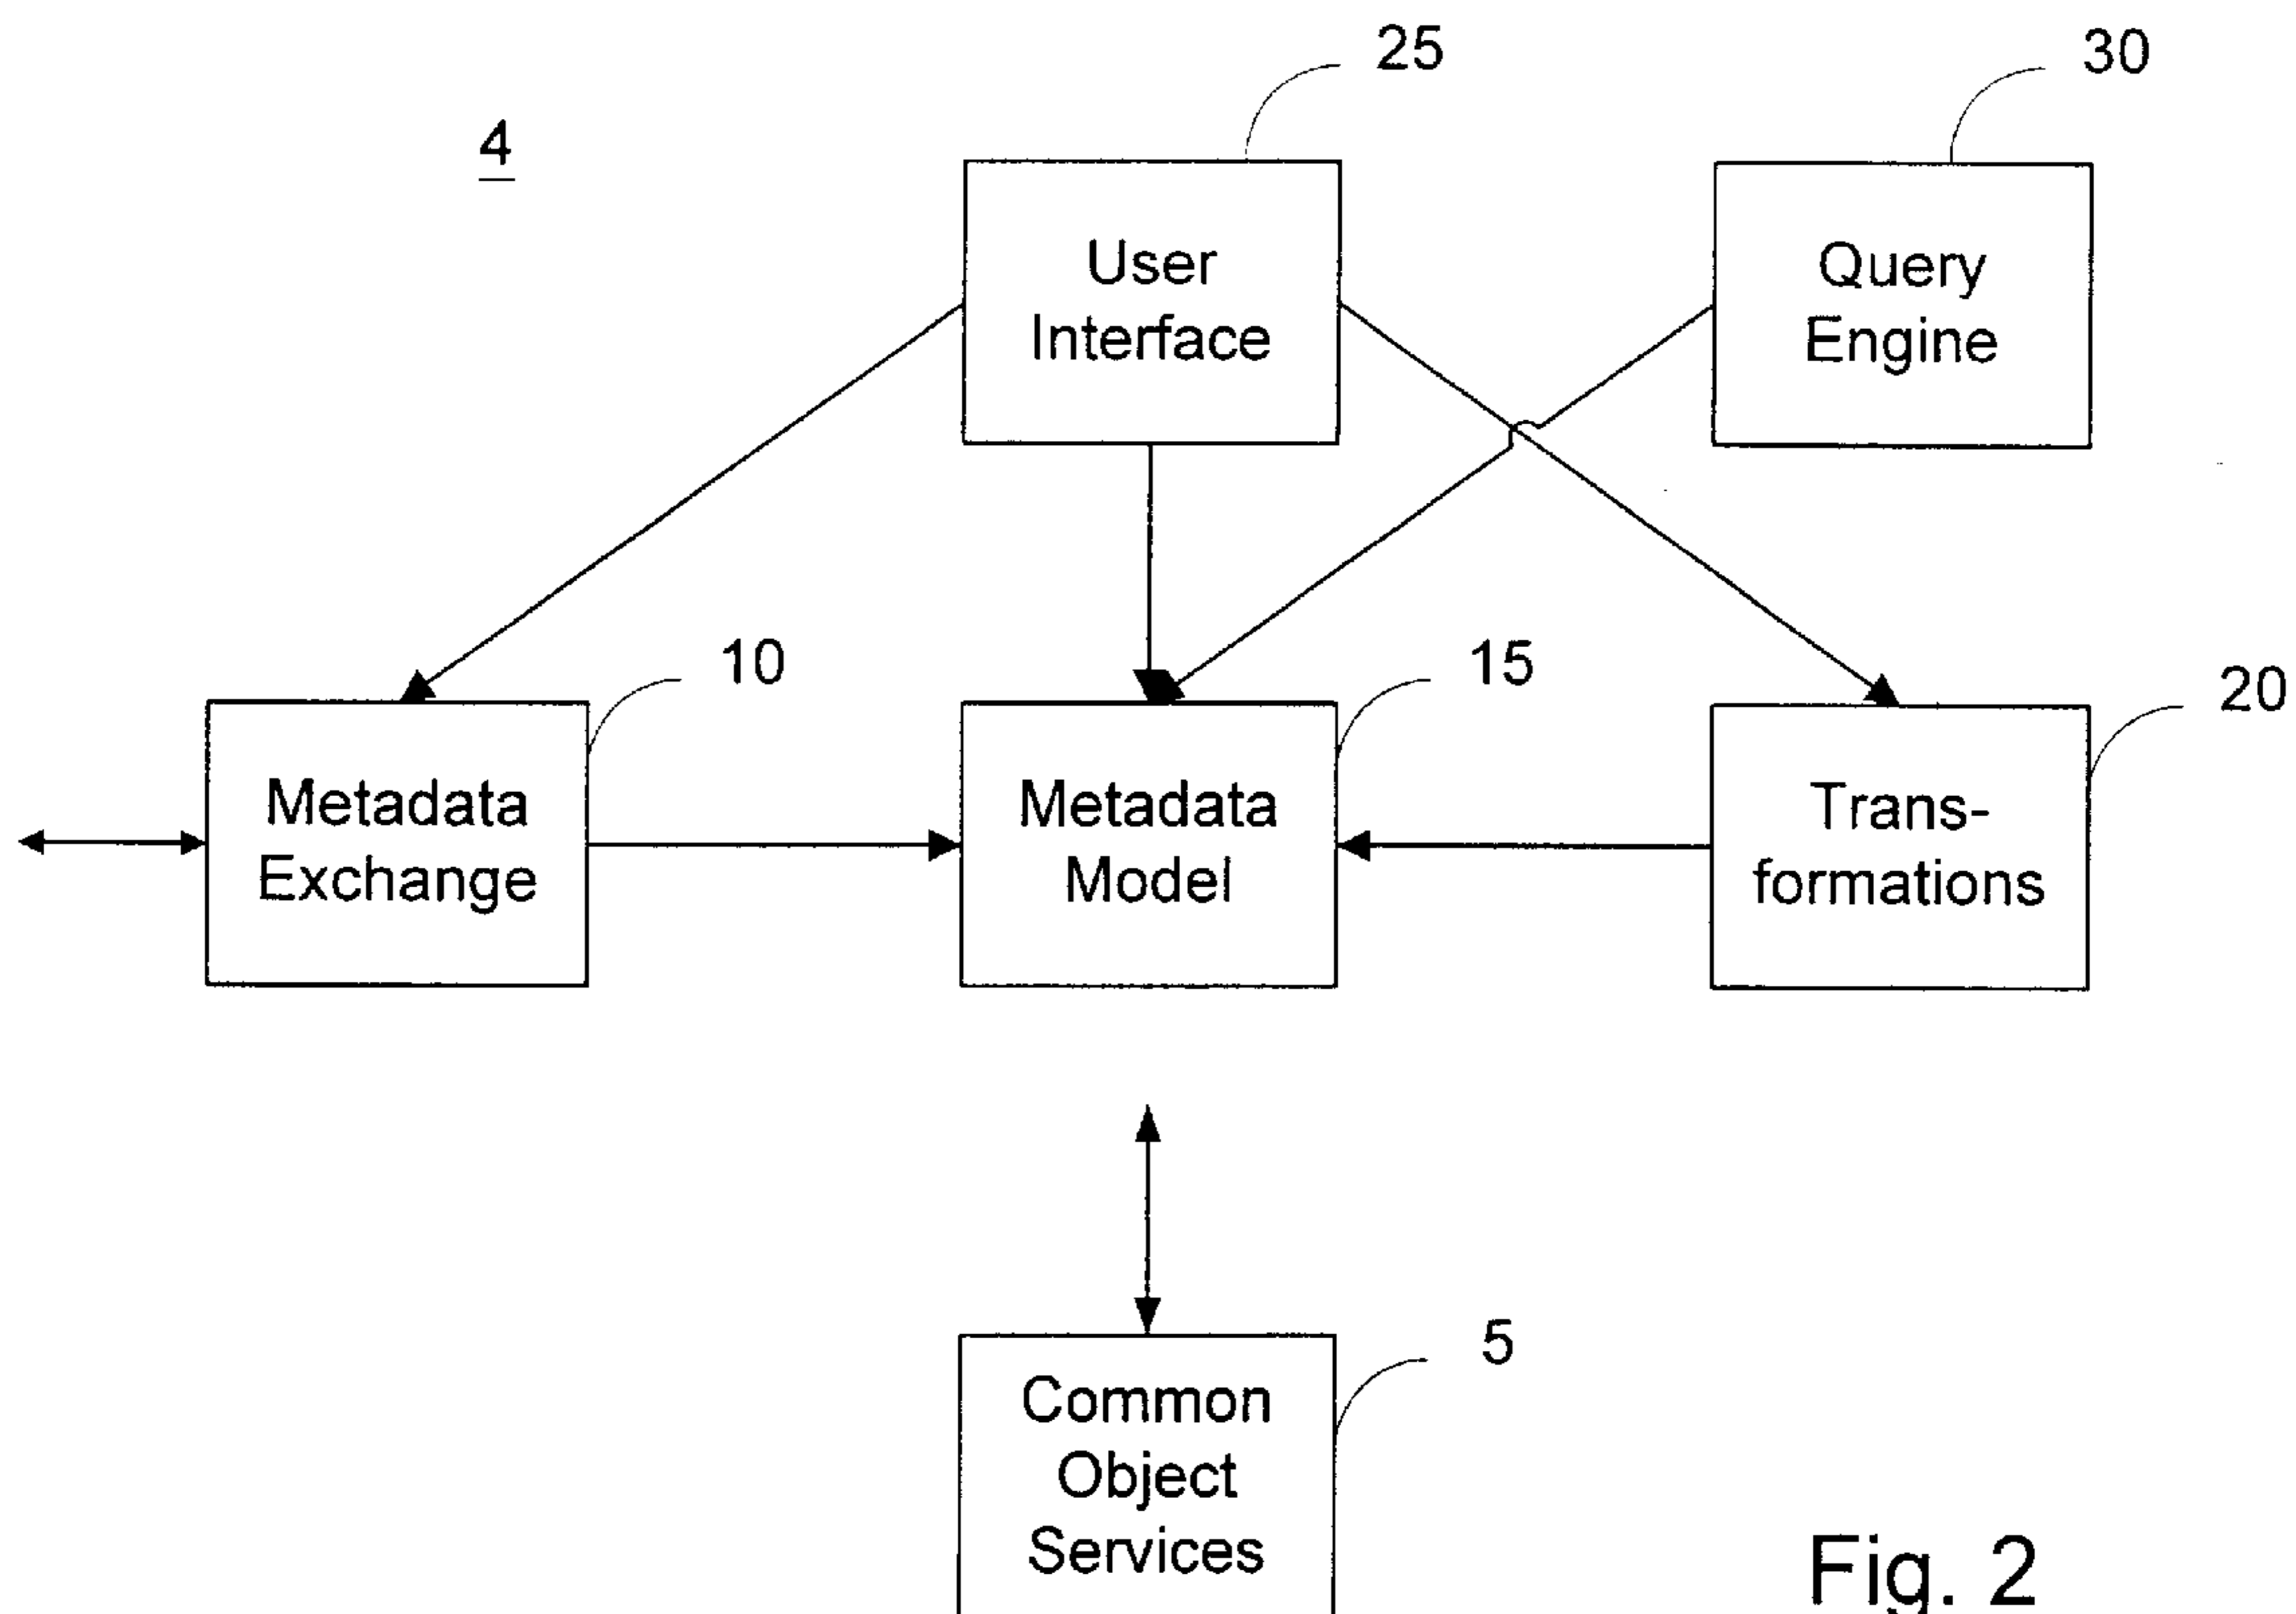 25
30
4
User
Interface
Query
Engine
10
15
20
Metadata
Exchange
Metadata
Model
Trans-
formations
5
Common
Object
Services
Fig. 2